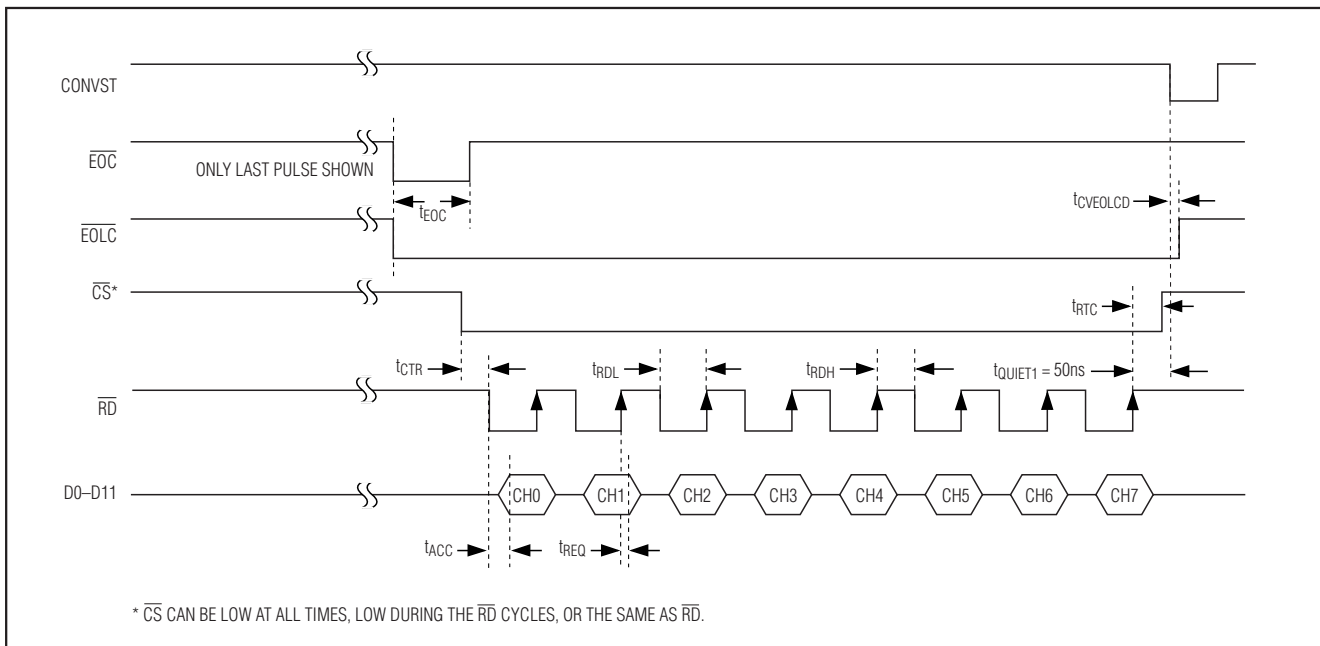 CONVST
EOC
ONLY LAST PULSE SHOWN
tEOC
tCVEOLCD
EOLC
CS*
tRTC
tCTR
tRDL
tRDH
tQUIET1 = 50ns
RD
D0–D11
CH0
CH1
CH2
CH3
CH4
CH5
CH6
CH7
tACC
tREQ
* CS CAN BE LOW AT ALL TIMES, LOW DURING THE RD CYCLES, OR THE SAME AS RD.